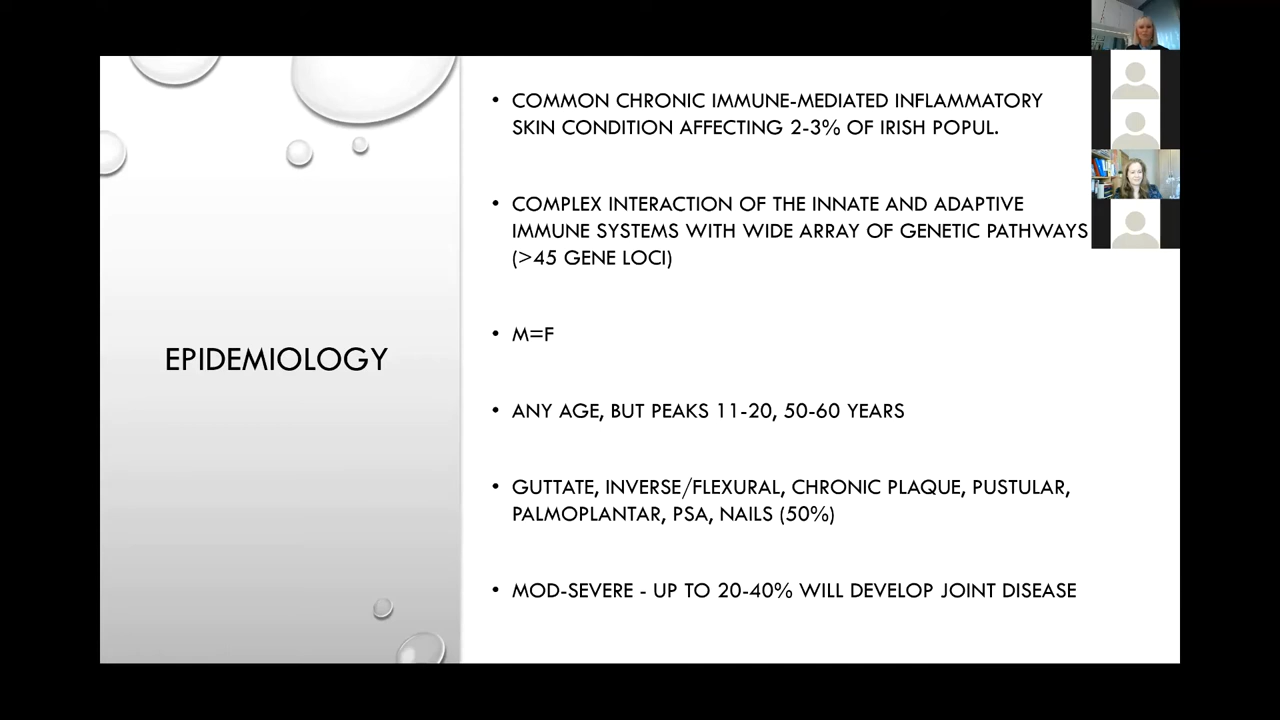 EPIDEMIOLOGY
• COMMON CHRONIC IMMUNE-MEDIATED INFLAMMATORY
SKIN CONDITION AFFECTING 2-3% OF IRISH POPUL.
• COMPLEX INTERACTION OF THE INNATE AND ADAPTIVE
IMMUNE SYSTEMS WITH WIDE ARRAY OF GENETIC PATHWAYS
(>45 GENE LOCI)
• M=F
• ANY AGE, BUT PEAKS 11-20, 50-60 YEARS
• GUTTATE, INVERSE/FLEXURAL, CHRONIC PLAQUE, PUSTULAR,
PALMOPLANTAR, PSA, NAILS (50%)
• MOD-SEVERE - UP TO 20-40% WILL DEVELOP JOINT DISEASE